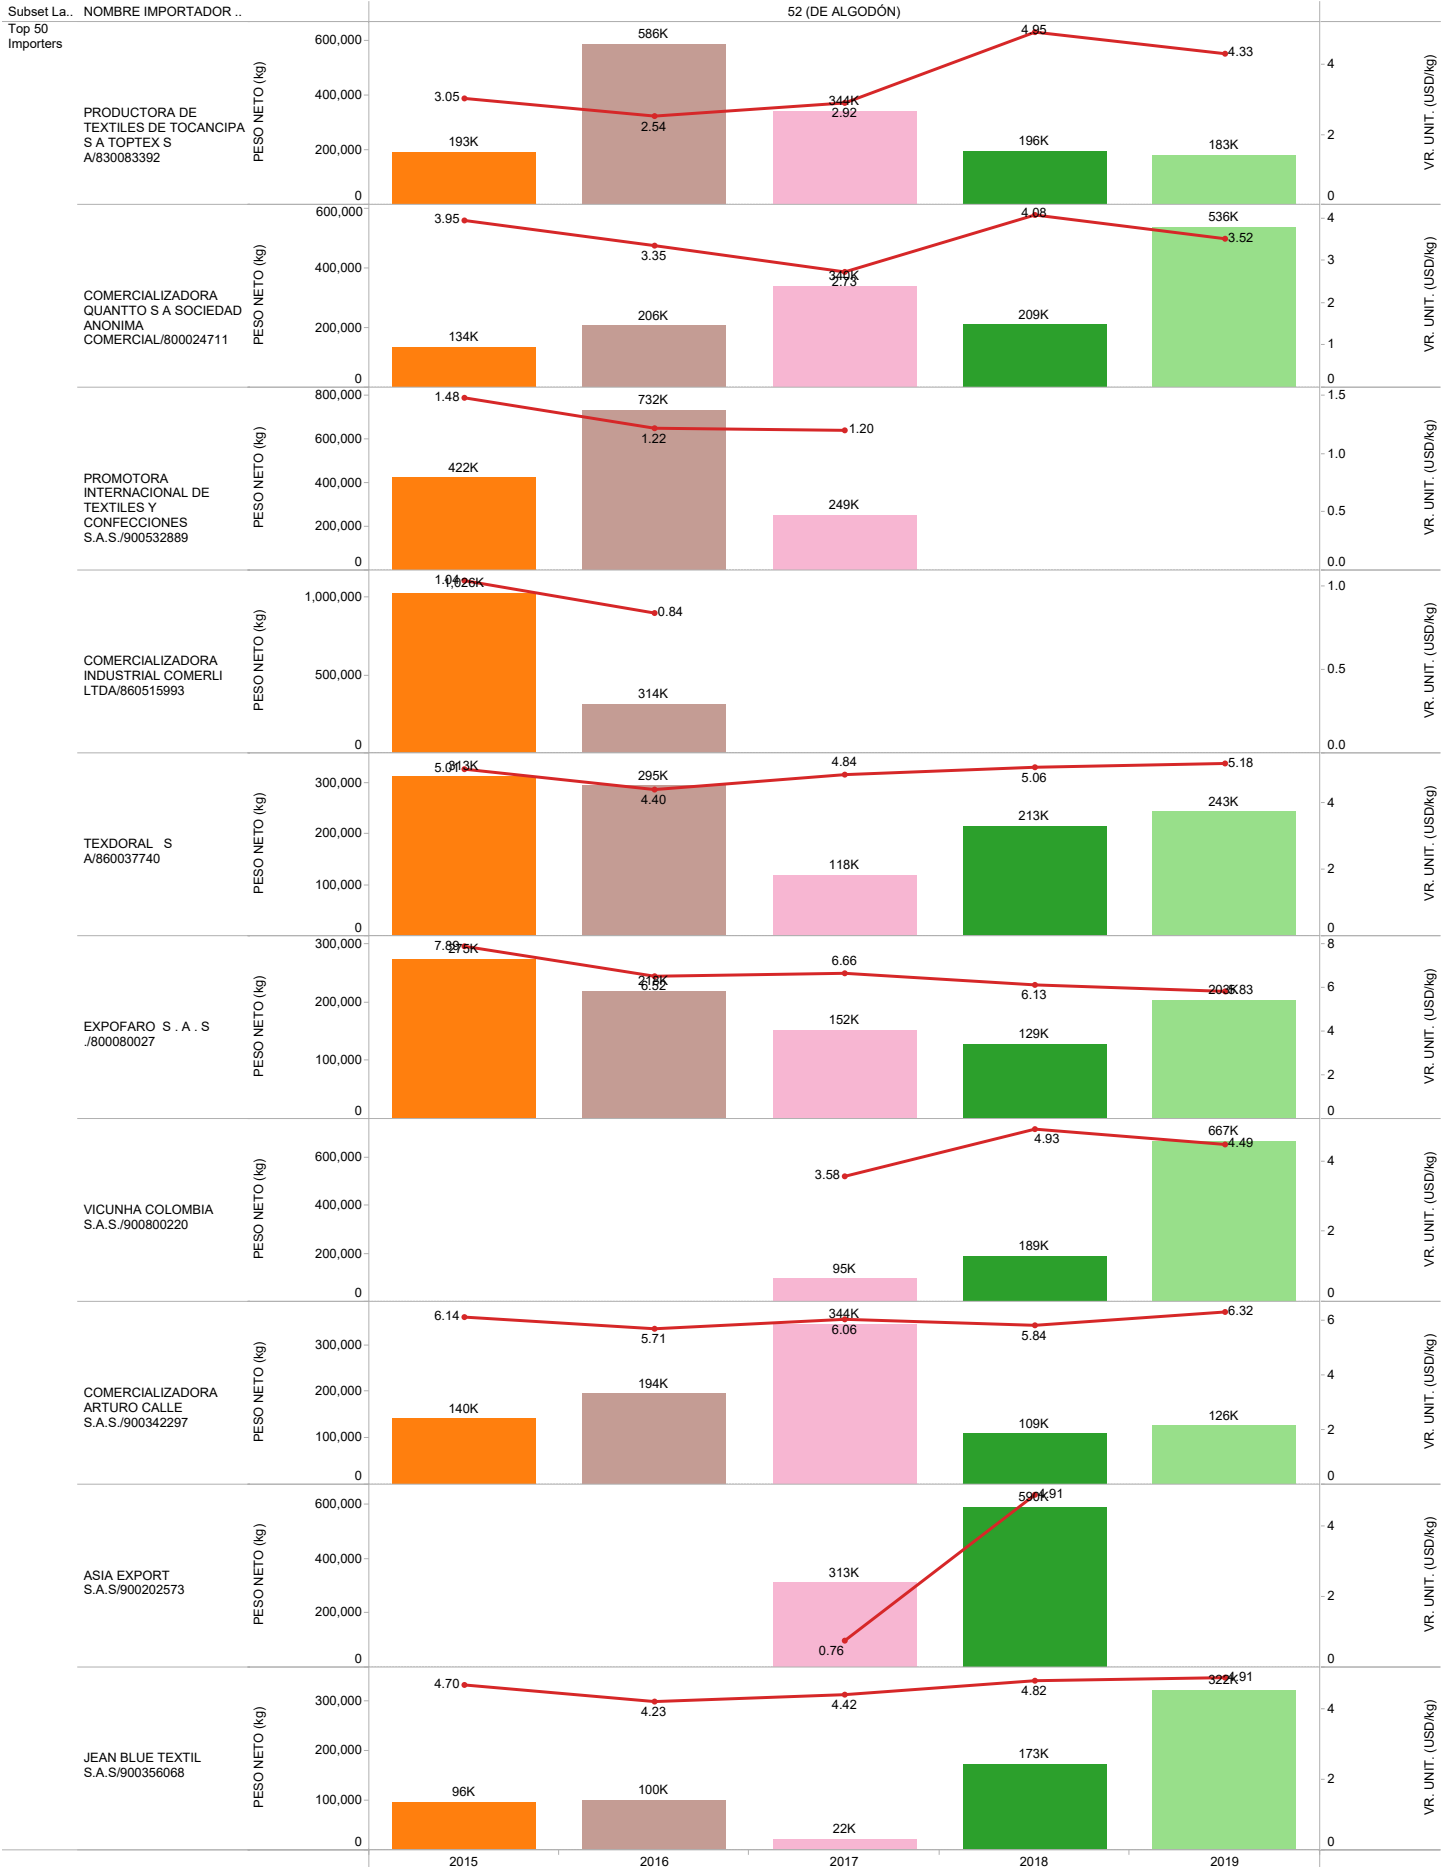 Subset La.. NOMBRE IMPORTADOR .. 52 (DE ALGODÓN)
Top 50
Importers
PRODUCTORA DE
TEXTILES DE TOCANCIPA
S A TOPTEX S
A/830083392
PESO NETO (kg)
600,000
400,000
200,000
0
193K
586K
344K
196K
183K
3.05
2.54
2.92
4.95
4.33
4
2
0
VR. UNIT. (USD/kg)
COMERCIALIZADORA
QUANTTO S A SOCIEDAD
ANONIMA
COMERCIAL/800024711
PESO NETO (kg)
600,000
400,000
200,000
0
134K
206K
340K
209K
536K
3.95
3.35
2.73
4.08
3.52
4
3
2
1
0
VR. UNIT. (USD/kg)
PROMOTORA
INTERNACIONAL DE
TEXTILES Y
CONFECCIONES
S.A.S./900532889
PESO NETO (kg)
800,000
600,000
400,000
200,000
0
422K
732K
249K
1.48
1.22
1.20
1.5
1.0
0.5
0.0
VR. UNIT. (USD/kg)
COMERCIALIZADORA
INDUSTRIAL COMERLI
LTDA/860515993
PESO NETO (kg)
1,000,000
500,000
0
1,026K
314K
1.04
0.84
1.0
0.5
0.0
VR. UNIT. (USD/kg)
TEXDORAL S
A/860037740
PESO NETO (kg)
300,000
200,000
100,000
0
313K
295K
118K
213K
243K
5.01
4.40
4.84
5.06
5.18
4
2
0
VR. UNIT. (USD/kg)
EXPOFARO S . A . S
./800080027
PESO NETO (kg)
300,000
200,000
100,000
0
275K
218K
152K
129K
203K
7.89
6.52
6.66
6.13
5.83
8
6
4
2
0
VR. UNIT. (USD/kg)
VICUNHA COLOMBIA
S.A.S./900800220
PESO NETO (kg)
600,000
400,000
200,000
0
95K
189K
667K
3.58
4.93
4.49
4
2
0
VR. UNIT. (USD/kg)
COMERCIALIZADORA
ARTURO CALLE
S.A.S./900342297
PESO NETO (kg)
300,000
200,000
100,000
0
140K
194K
344K
109K
126K
6.14
5.71
6.06
5.84
6.32
6
4
2
0
VR. UNIT. (USD/kg)
ASIA EXPORT
S.A.S/900202573
PESO NETO (kg)
600,000
400,000
200,000
0
313K
590K
0.76
4.91
4
2
0
VR. UNIT. (USD/kg)
JEAN BLUE TEXTIL
S.A.S/900356068
PESO NETO (kg)
300,000
200,000
100,000
0
96K
100K
22K
173K
322K
4.70
4.23
4.42
4.82
4.91
4
2
0
VR. UNIT. (USD/kg)
2015 2016 2017 2018 2019